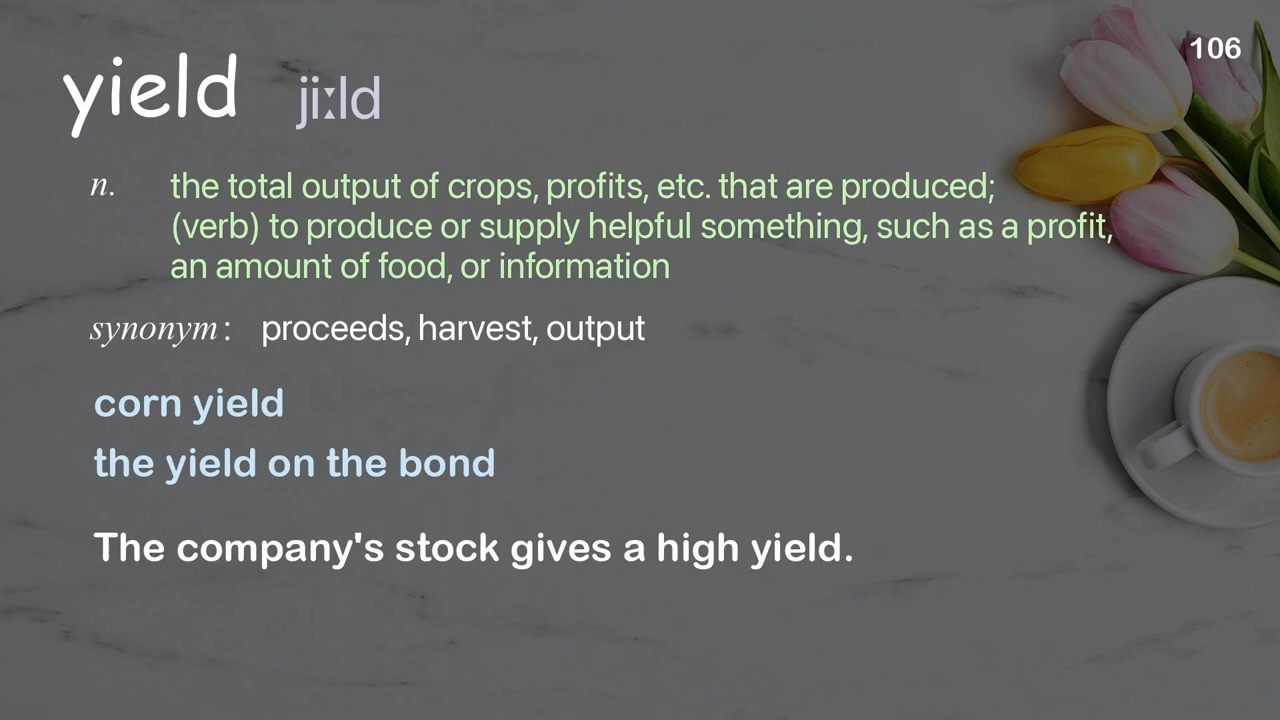 106
yield ji:ld
n. the total output of crops, profits, etc. that are produced;
(verb) to produce or supply helpful something, such as a profit,
an amount of food, or information
synonym: proceeds, harvest, output
corn yield
the yield on the bond
The company's stock gives a high yield.